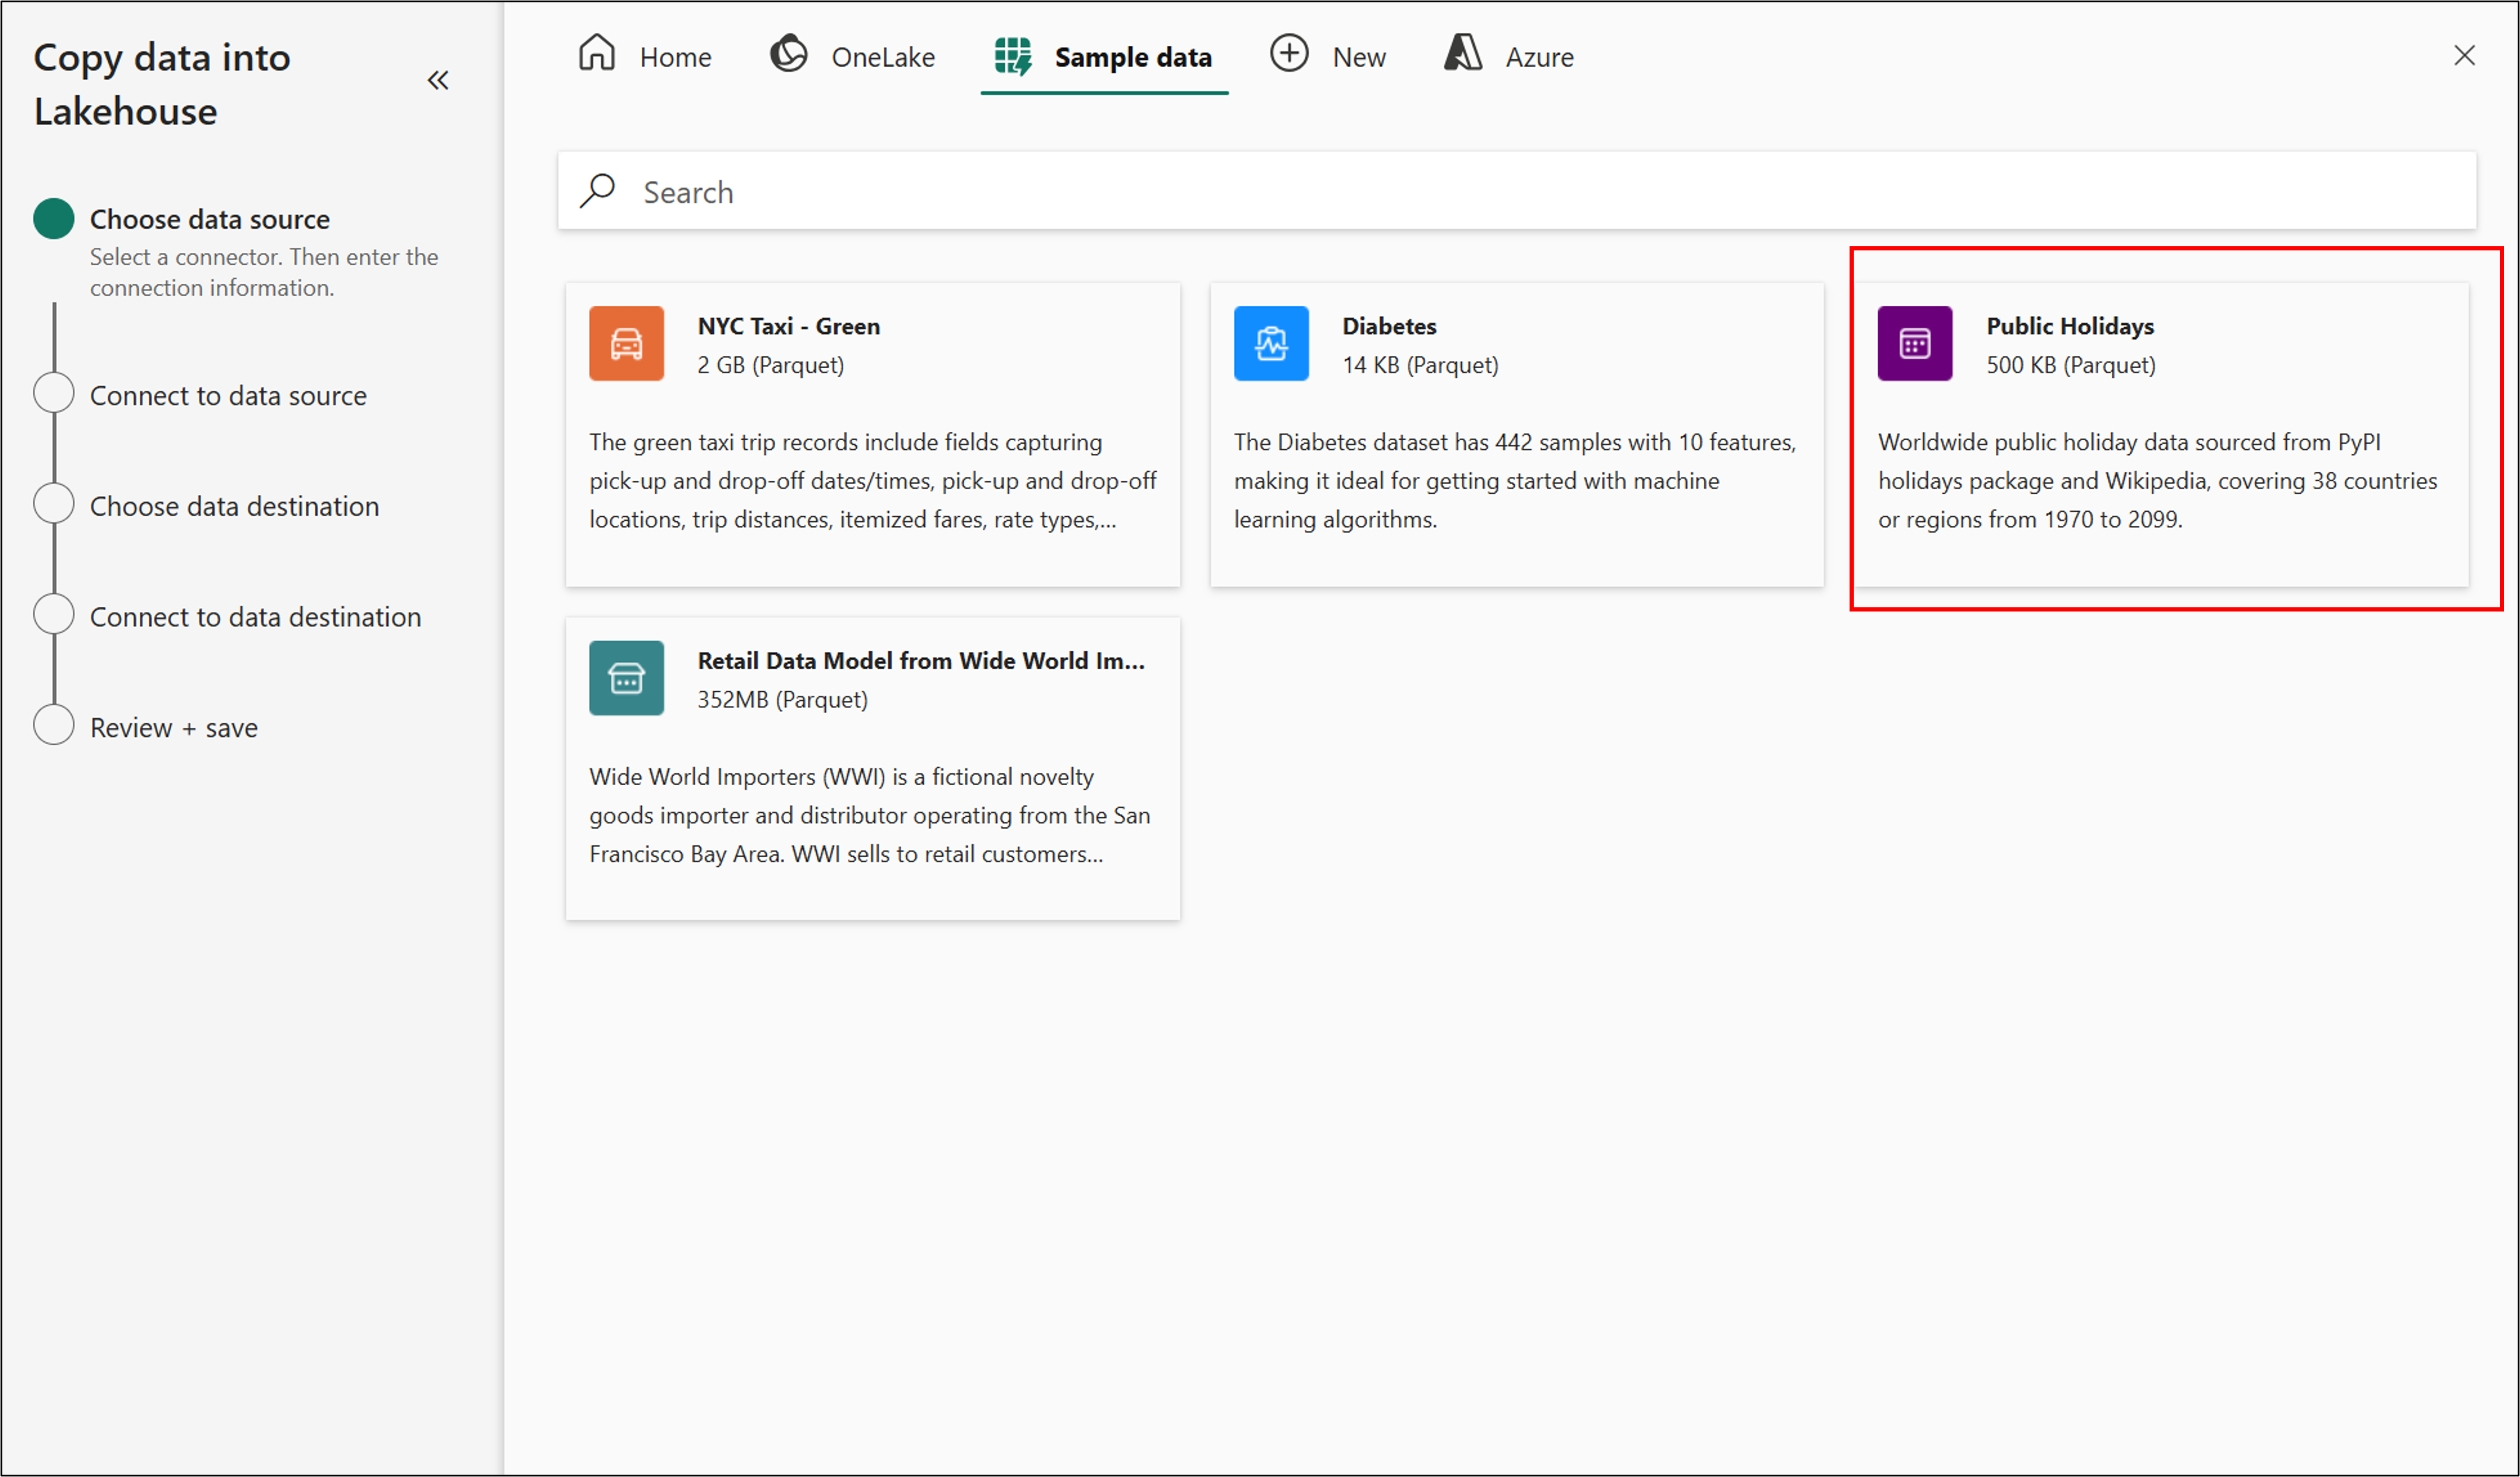 Copy data into
Lakehouse
Choose data source
Select a connector. Then enter the
connection information.
Connect to data source
Choose data destination
Connect to data destination
Review + save
Home
OneLake
Sample data
New
Azure
Search
NYC Taxi - Green
2 GB (Parquet)
The green taxi trip records include fields capturing
pick-up and drop-off dates/times, pick-up and drop-off
locations, trip distances, itemized fares, rate types,...
Diabetes
14 KB (Parquet)
The Diabetes dataset has 442 samples with 10 features,
making it ideal for getting started with machine
learning algorithms.
Public Holidays
500 KB (Parquet)
Worldwide public holiday data sourced from PyPI
holidays package and Wikipedia, covering 38 countries
or regions from 1970 to 2099.
Retail Data Model from Wide World Im...
352MB (Parquet)
Wide World Importers (WWI) is a fictional novelty
goods importer and distributor operating from the San
Francisco Bay Area. WWI sells to retail customers...